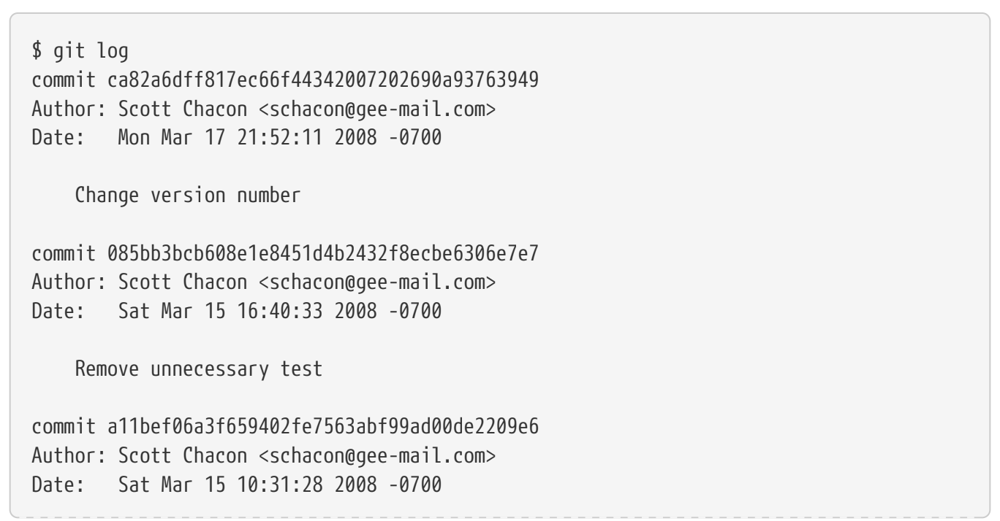 $ git log
commit ca82a6dff817ec66f44342007202690a93763949
Author: Scott Chacon <schacon@gee-mail.com>
Date:   Mon Mar 17 21:52:11 2008 -0700
    Change version number
commit 085bb3bcb608e1e8451d4b2432f8ecbe6306e7e7
Author: Scott Chacon <schacon@gee-mail.com>
Date:   Sat Mar 15 16:40:33 2008 -0700
    Remove unnecessary test
commit a11bef06a3f659402fe7563abf99ad00de2209e6
Author: Scott Chacon <schacon@gee-mail.com>
Date:   Sat Mar 15 10:31:28 2008 -0700